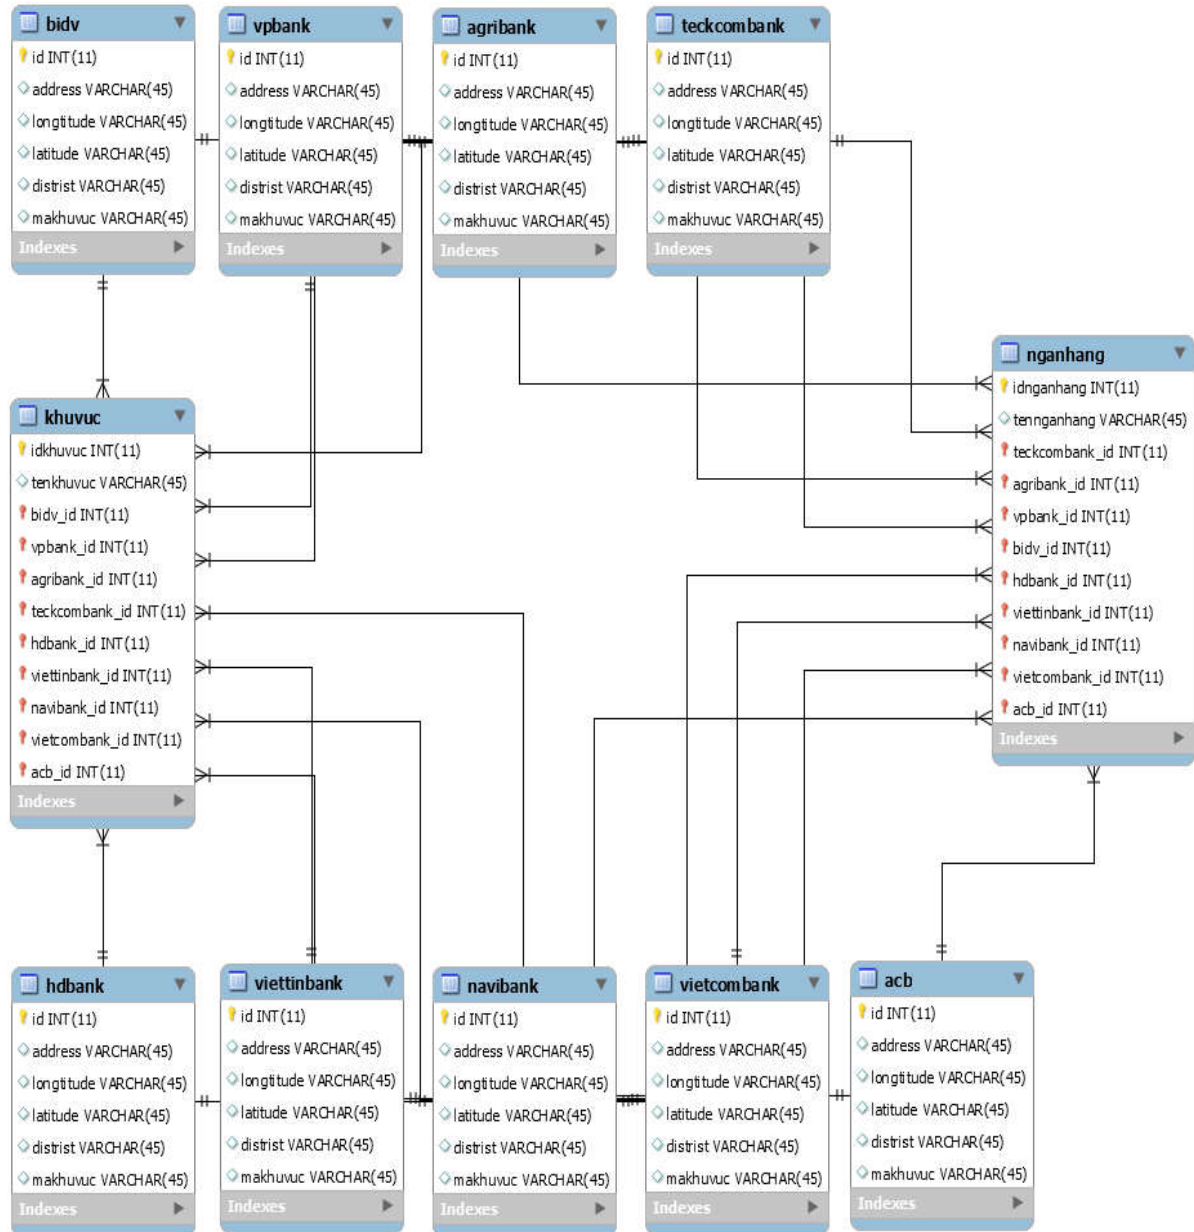 bidv
id INT(11)
address VARCHAR(45)
longtitude VARCHAR(45)
latitude VARCHAR(45)
distrist VARCHAR(45)
makhuvuc VARCHAR(45)
Indexes
vpbank
id INT(11)
address VARCHAR(45)
longtitude VARCHAR(45)
latitude VARCHAR(45)
distrist VARCHAR(45)
makhuvuc VARCHAR(45)
Indexes
agribank
id INT(11)
address VARCHAR(45)
longtitude VARCHAR(45)
latitude VARCHAR(45)
distrist VARCHAR(45)
makhuvuc VARCHAR(45)
Indexes
teckcombank
id INT(11)
address VARCHAR(45)
longtitude VARCHAR(45)
latitude VARCHAR(45)
distrist VARCHAR(45)
makhuvuc VARCHAR(45)
Indexes
nganhang
idnganhang INT(11)
tennganhang VARCHAR(45)
teckcombank_id INT(11)
agribank_id INT(11)
vpbank_id INT(11)
bidv_id INT(11)
hdbank_id INT(11)
viettinbank_id INT(11)
navibank_id INT(11)
vietcombank_id INT(11)
acb_id INT(11)
Indexes
khuvuc
idkhuvuc INT(11)
tenkhuvuc VARCHAR(45)
bidv_id INT(11)
vpbank_id INT(11)
agribank_id INT(11)
teckcombank_id INT(11)
hdbank_id INT(11)
viettinbank_id INT(11)
navibank_id INT(11)
vietcombank_id INT(11)
acb_id INT(11)
Indexes
hdbank
id INT(11)
address VARCHAR(45)
longtitude VARCHAR(45)
latitude VARCHAR(45)
distrist VARCHAR(45)
makhuvuc VARCHAR(45)
Indexes
viettinbank
id INT(11)
address VARCHAR(45)
longtitude VARCHAR(45)
latitude VARCHAR(45)
distrist VARCHAR(45)
makhuvuc VARCHAR(45)
Indexes
navibank
id INT(11)
address VARCHAR(45)
longtitude VARCHAR(45)
latitude VARCHAR(45)
distrist VARCHAR(45)
makhuvuc VARCHAR(45)
Indexes
vietcombank
id INT(11)
address VARCHAR(45)
longtitude VARCHAR(45)
latitude VARCHAR(45)
distrist VARCHAR(45)
makhuvuc VARCHAR(45)
Indexes
acb
id INT(11)
address VARCHAR(45)
longtitude VARCHAR(45)
latitude VARCHAR(45)
distrist VARCHAR(45)
makhuvuc VARCHAR(45)
Indexes